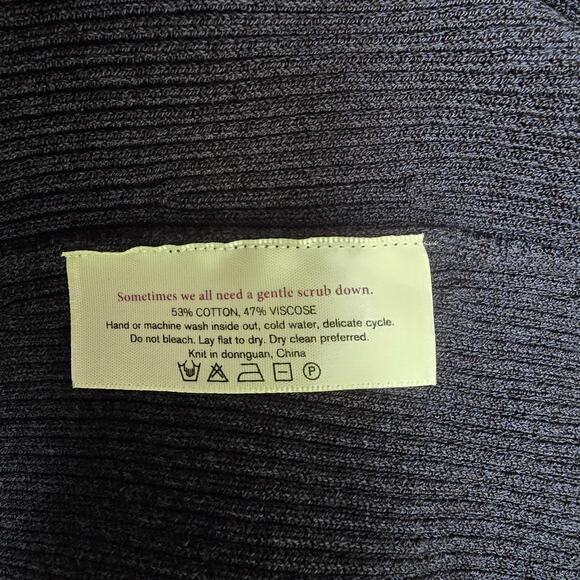 Sometimes we all need a gentle scrub down.
53% COTTON, 47% VISCOSE
Hand or machine wash inside out, cold water, delicate cycle.
Do not bleach. Lay flat to dry. Dry clean preferred.
Knit in donnguan, China
P